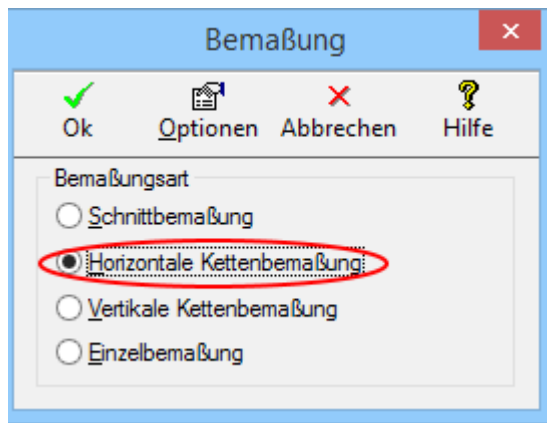 Bemaßung
Ok Optionen Abbrechen Hilfe
Bemaßungsart
Schnittbemaßung
Horizontale Kettenbemaßung
Vertikale Kettenbemaßung
Einzelbemaßung